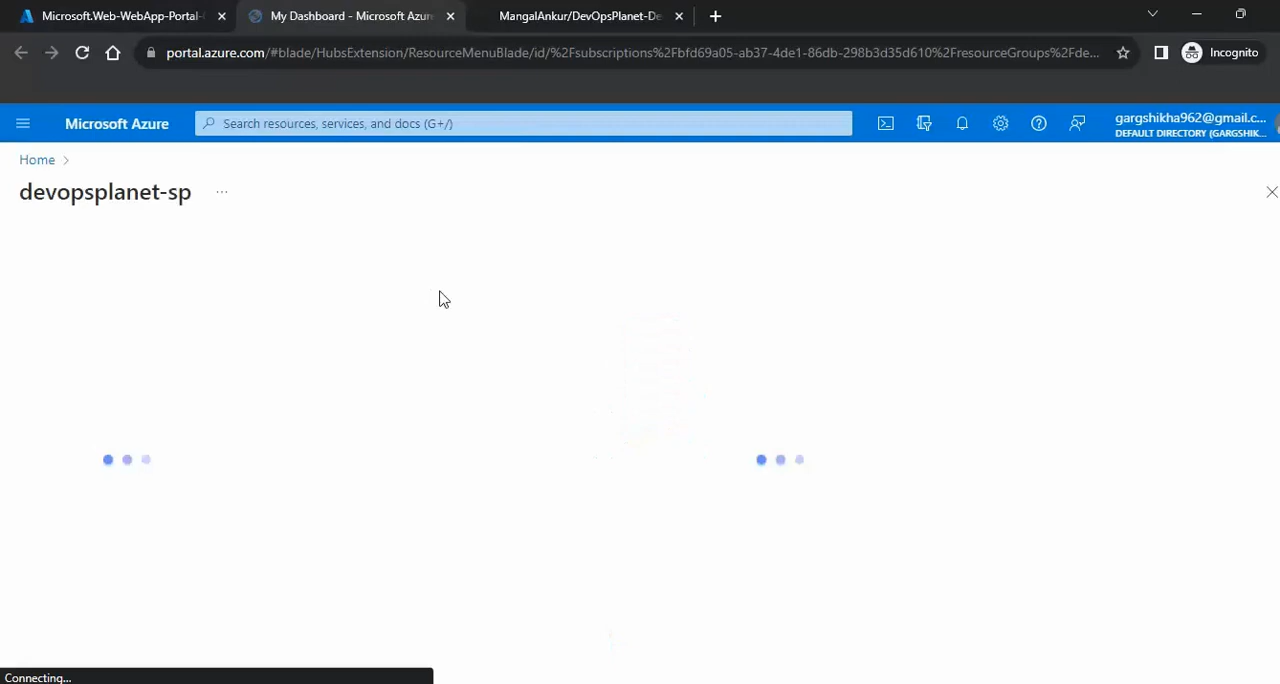 Microsoft.Web-WebApp-Portal-
My Dashboard - Microsoft Azur
MangalAnkur/DevOpsPlanet-De
portal.azure.com/#blade/HubsExtension/ResourceMenuBlade/id/%2Fsubscriptions%2Fbfd69a05-ab37-4de1-86db-298b3d35d610%2FresourceGroups%2Fde...
Incognito
Microsoft Azure
Search resources, services, and docs (G+/)
gargshikha962@gmail.c...
DEFAULT DIRECTORY (GARGSHIK...
Home >
devopsplanet-sp ...
Connecting...